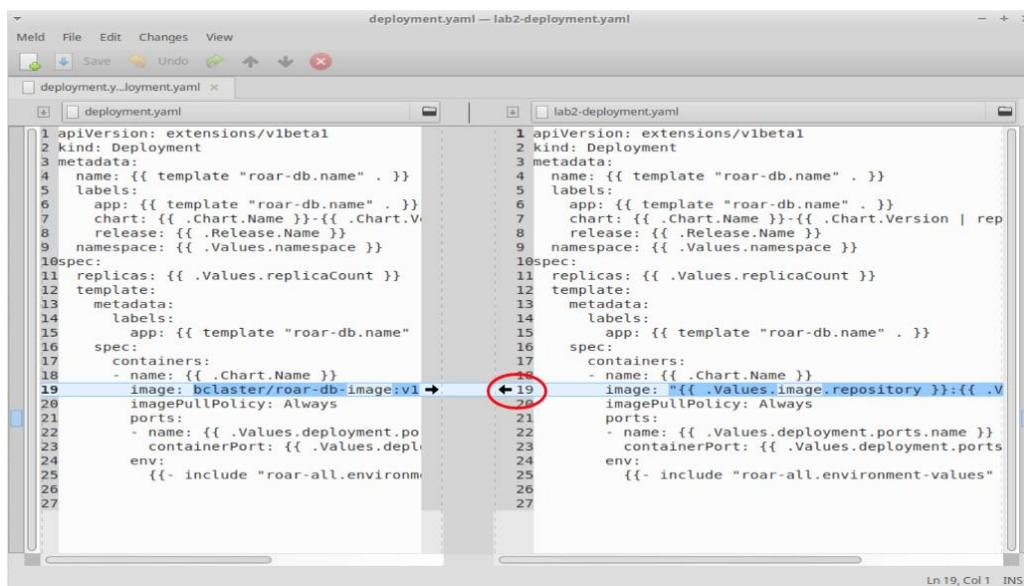 deployment.yaml — lab2-deployment.yaml
Meld File Edit Changes View
Save Undo
deployment.y...loyment.yaml
deployment.yaml
1 apiVersion: extensions/v1beta1
2 kind: Deployment
3 metadata:
4 name: {{ template "roar-db.name" . }}
5 labels:
6 app: {{ template "roar-db.name" . }}
7 chart: {{ .Chart.Name }}-{{ .Chart.V
8 release: {{ .Release.Name }}
9 namespace: {{ .Values.namespace }}
10 spec:
11 replicas: {{ .Values.replicaCount }}
12 template:
13 metadata:
14 labels:
15 app: {{ template "roar-db.name"
16 spec:
17 containers:
18 - name: {{ .Chart.Name }}
19 image: bclaster/roar-db-image:v1
20 imagePullPolicy: Always
21 ports:
22 - name: {{ .Values.deployment.po
23 containerPort: {{ .Values.depl
24 env:
25 {{- include "roar-all.environm
26
27
lab2-deployment.yaml
1 apiVersion: extensions/v1beta1
2 kind: Deployment
3 metadata:
4 name: {{ template "roar-db.name" . }}
5 labels:
6 app: {{ template "roar-db.name" . }}
7 chart: {{ .Chart.Name }}-{{ .Chart.Version | rep
8 release: {{ .Release.Name }}
9 namespace: {{ .Values.namespace }}
10 spec:
11 replicas: {{ .Values.replicaCount }}
12 template:
13 metadata:
14 labels:
15 app: {{ template "roar-db.name" . }}
16 spec:
17 containers:
18 - name: {{ .Chart.Name }}
19 image: "{{ .Values.image.repository }}:{{ .V
20 imagePullPolicy: Always
21 ports:
22 - name: {{ .Values.deployment.ports.name }}
23 containerPort: {{ .Values.deployment.ports
24 env:
25 {{- include "roar-all.environment-values"
26
27
Ln 19, Col 1 INS